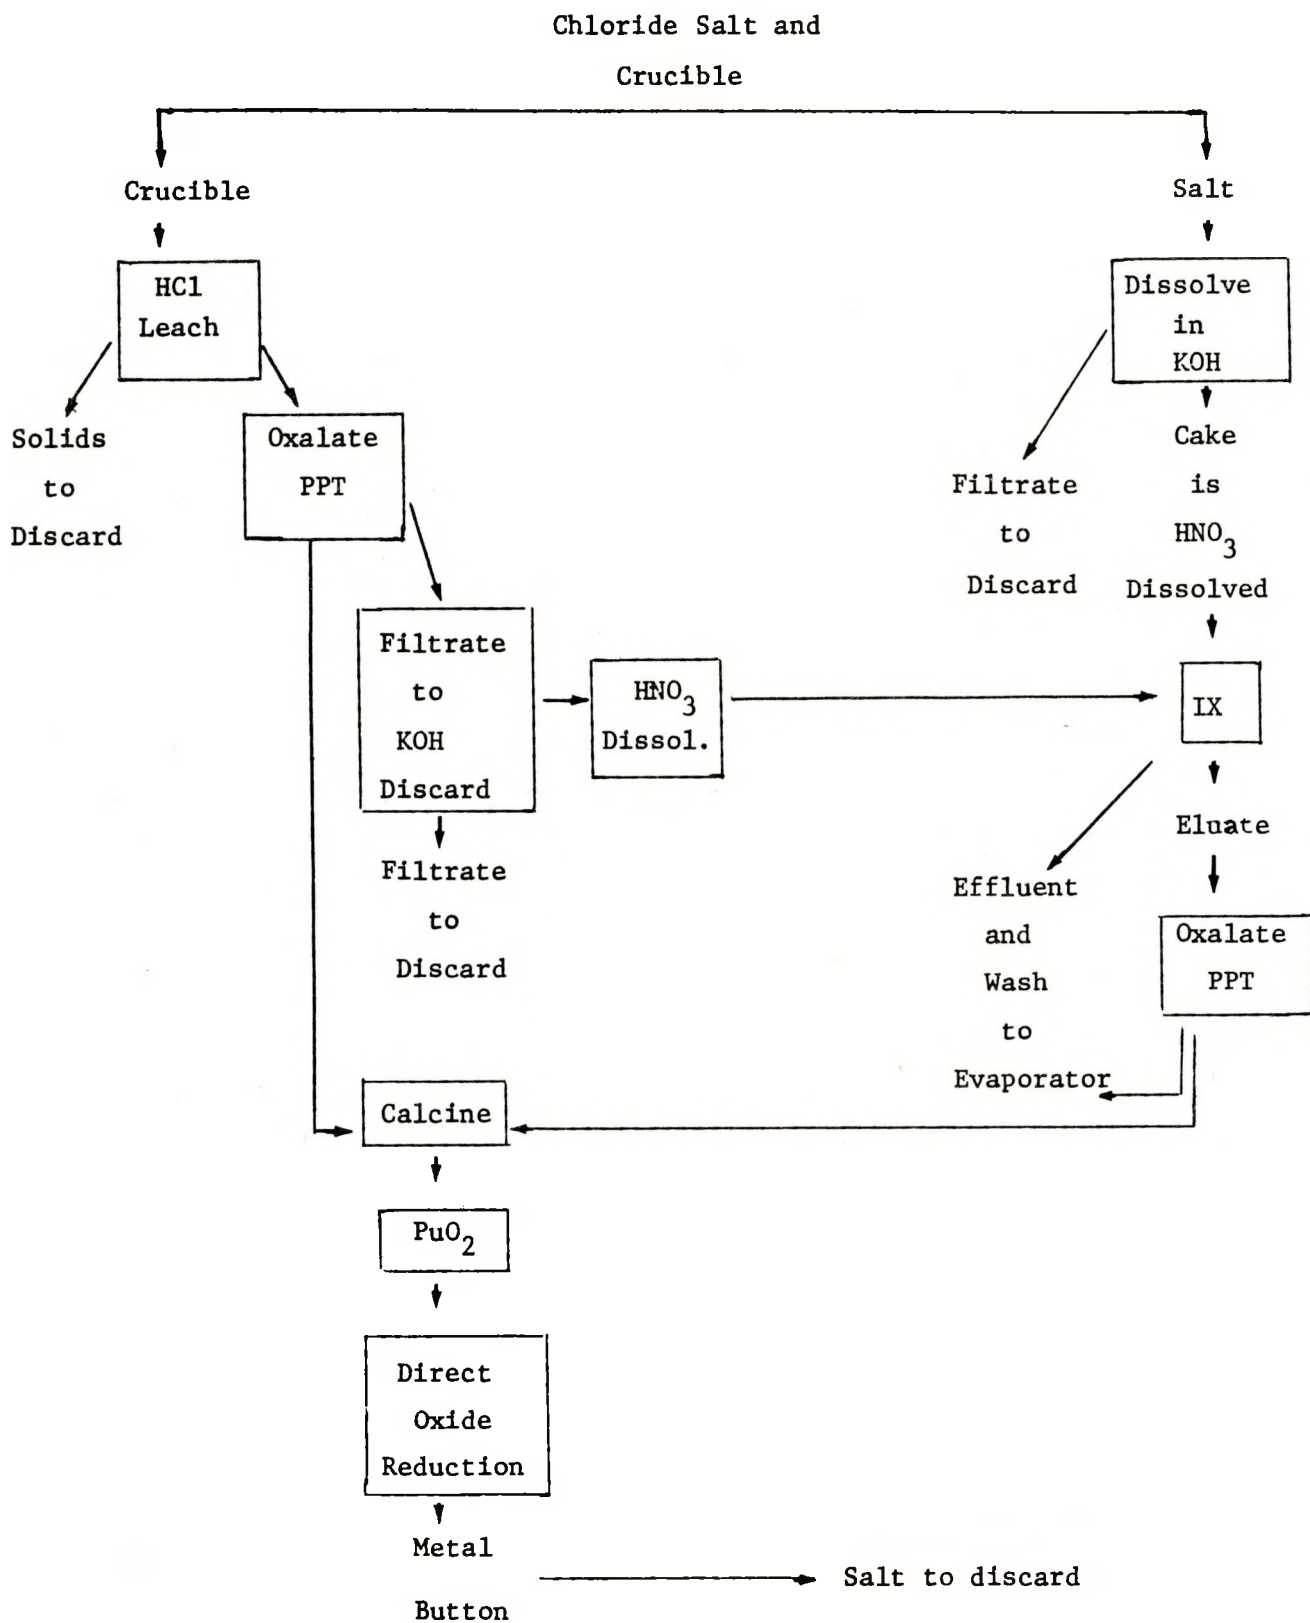 Chloride Salt and
Crucible
Crucible
Salt
HCl
Leach
Dissolve
in
KOH
Solids
to
Discard
Oxalate
PPT
Filtrate
to
Discard
Cake
is
HNO3
Dissolved
Filtrate
to
KOH
Discard
HNO3
Dissol.
IX
Filtrate
to
Discard
Eluate
Effluent
and
Wash
to
Evaporator
Oxalate
PPT
Calcine
PuO2
Direct
Oxide
Reduction
Metal
Button
Salt to discard